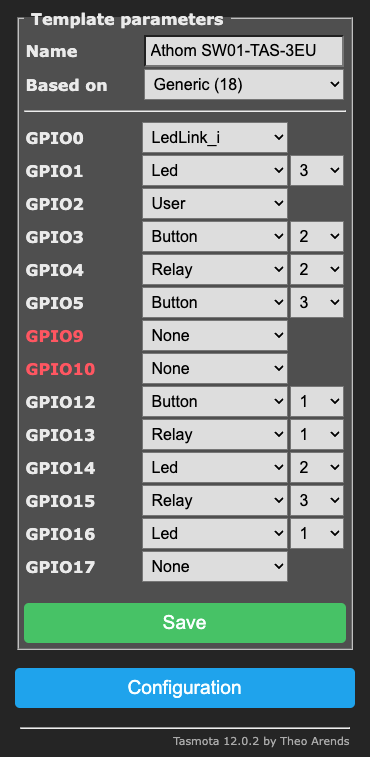 Template parameters
Name Athom SW01-TAS-3EU
Based on Generic (18)
GPIO0 LedLink_i
GPIO1 Led 3
GPIO2 User
GPIO3 Button 2
GPIO4 Relay 2
GPIO5 Button 3
GPIO9 None
GPIO10 None
GPIO12 Button 1
GPIO13 Relay 1
GPIO14 Led 2
GPIO15 Relay 3
GPIO16 Led 1
GPIO17 None
Save
Configuration
Tasmota 12.0.2 by Theo Arends